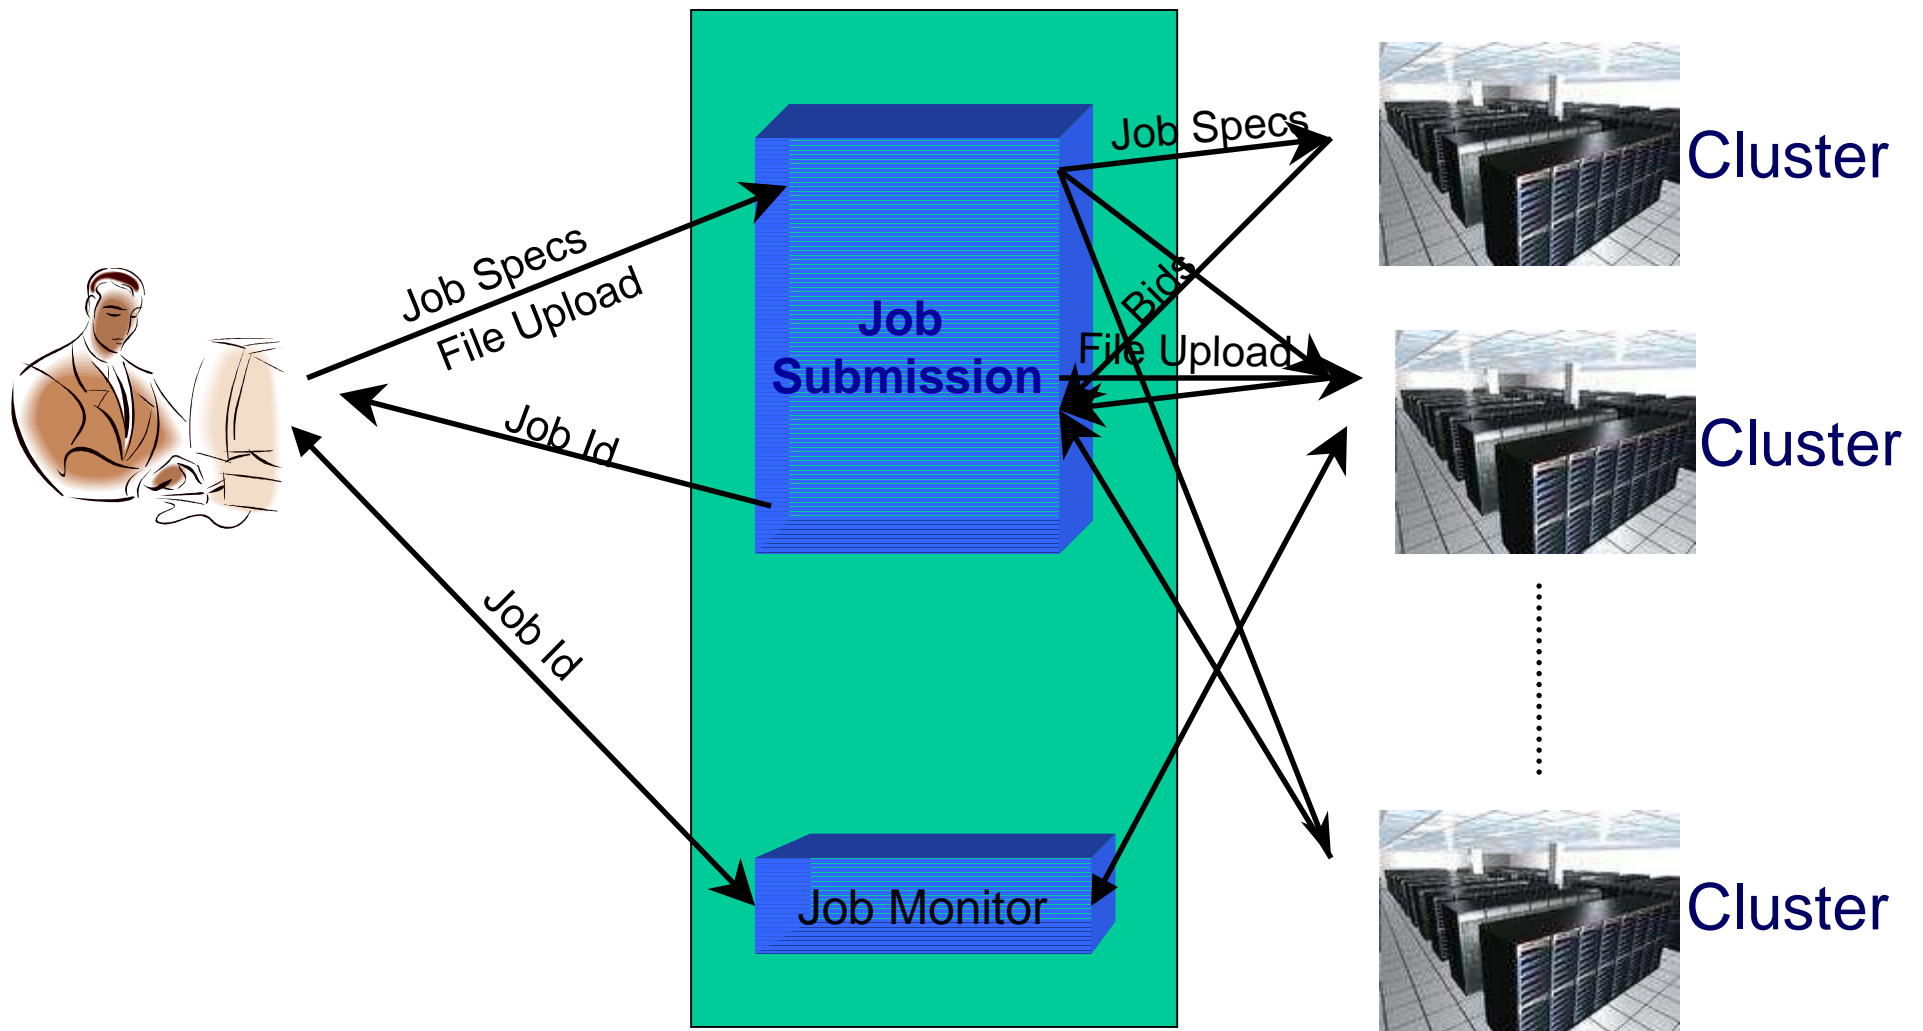 Job Specs
Cluster
Job Specs
File Upload
Bids
Job
Submission
File Upload
Cluster
Job Id
Job Id
Job Monitor
Cluster